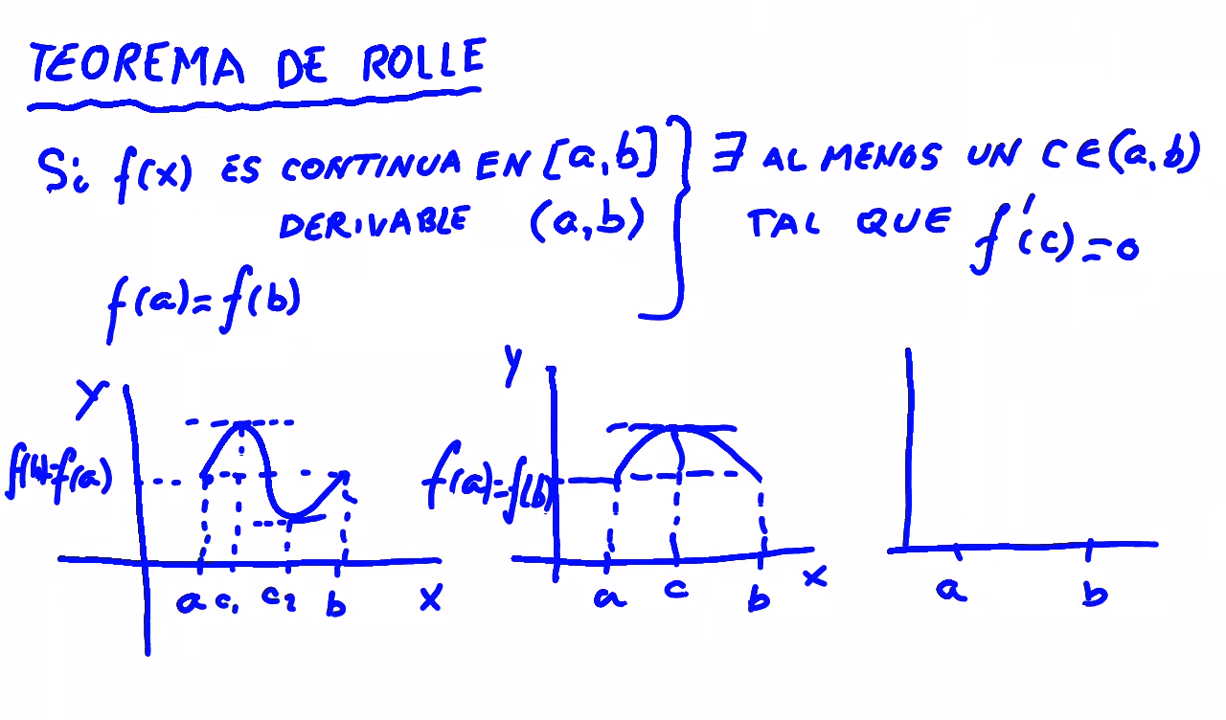 TEOREMA DE ROLLE
Si f(x) ES CONTINUA EN [a,b] } ∃ AL MENOS UN C∈(a,b)
DERIVABLE (a,b) TAL QUE f'(c)=0
f(a)=f(b)
y y
f(b)=f(a) f(a)=f(b)
a c₁ c₂ b x a c b x a b